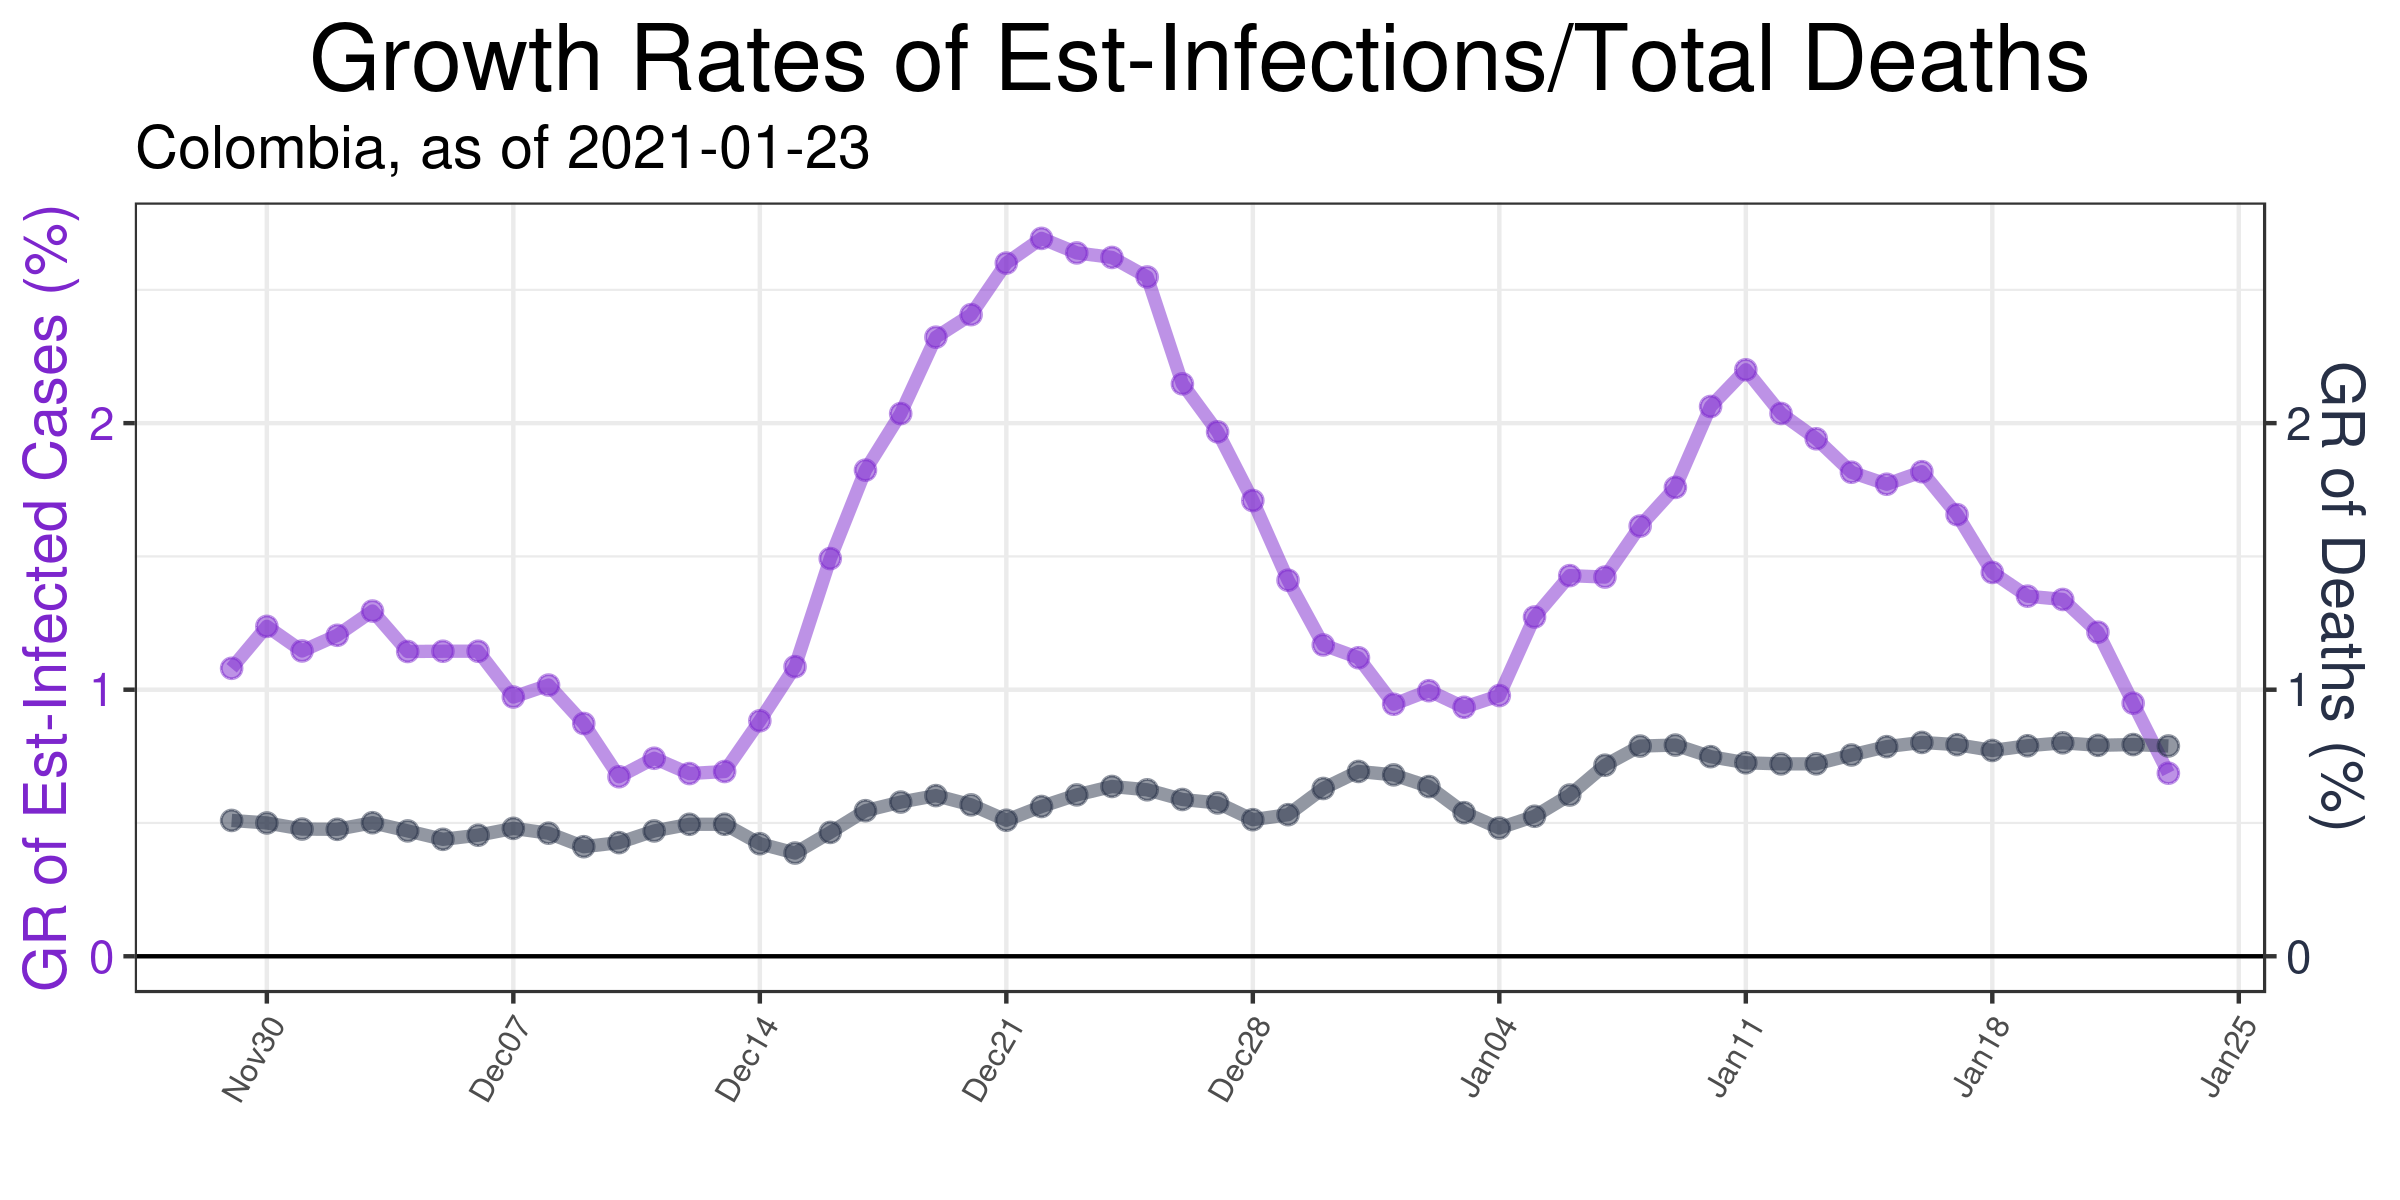 Growth Rates of Est-Infections/Total Deaths
Colombia, as of 2021-01-23
GR of Est-Infected Cases (%)
2
1
0
2
1
0
GR of Deaths (%)
Nov30
Dec07
Dec14
Dec21
Dec28
Jan04
Jan11
Jan18
Jan25